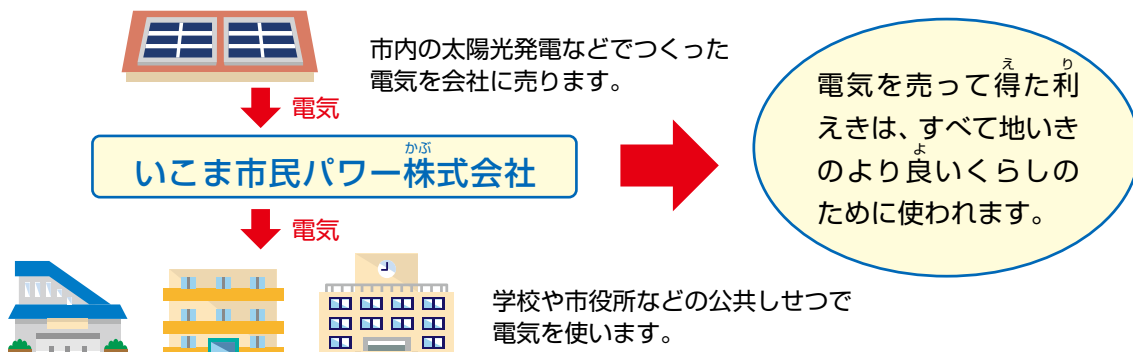 市内の太陽光発電などでつくった
電気を会社に売ります。
電気
いこま市民パワー株式会社
かぶ
電気
学校や市役所などの公共しせつで
電気を使います。
え り
電気を売って得た利
えきは、すべて地いき
よ
のより良いくらしの
ために使われます。